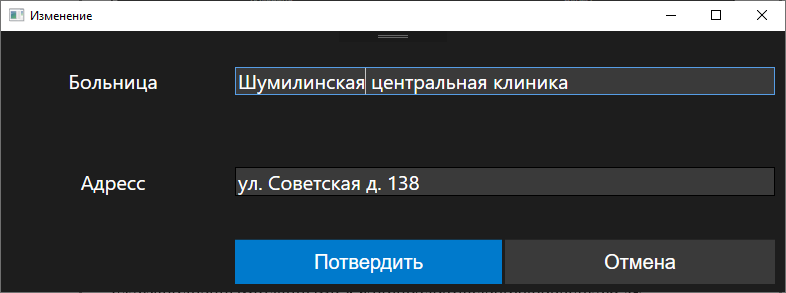 Изменение
Больница
Шумилинская центральная клиника
Адресс
ул. Советская д. 138
Потвердить
Отмена